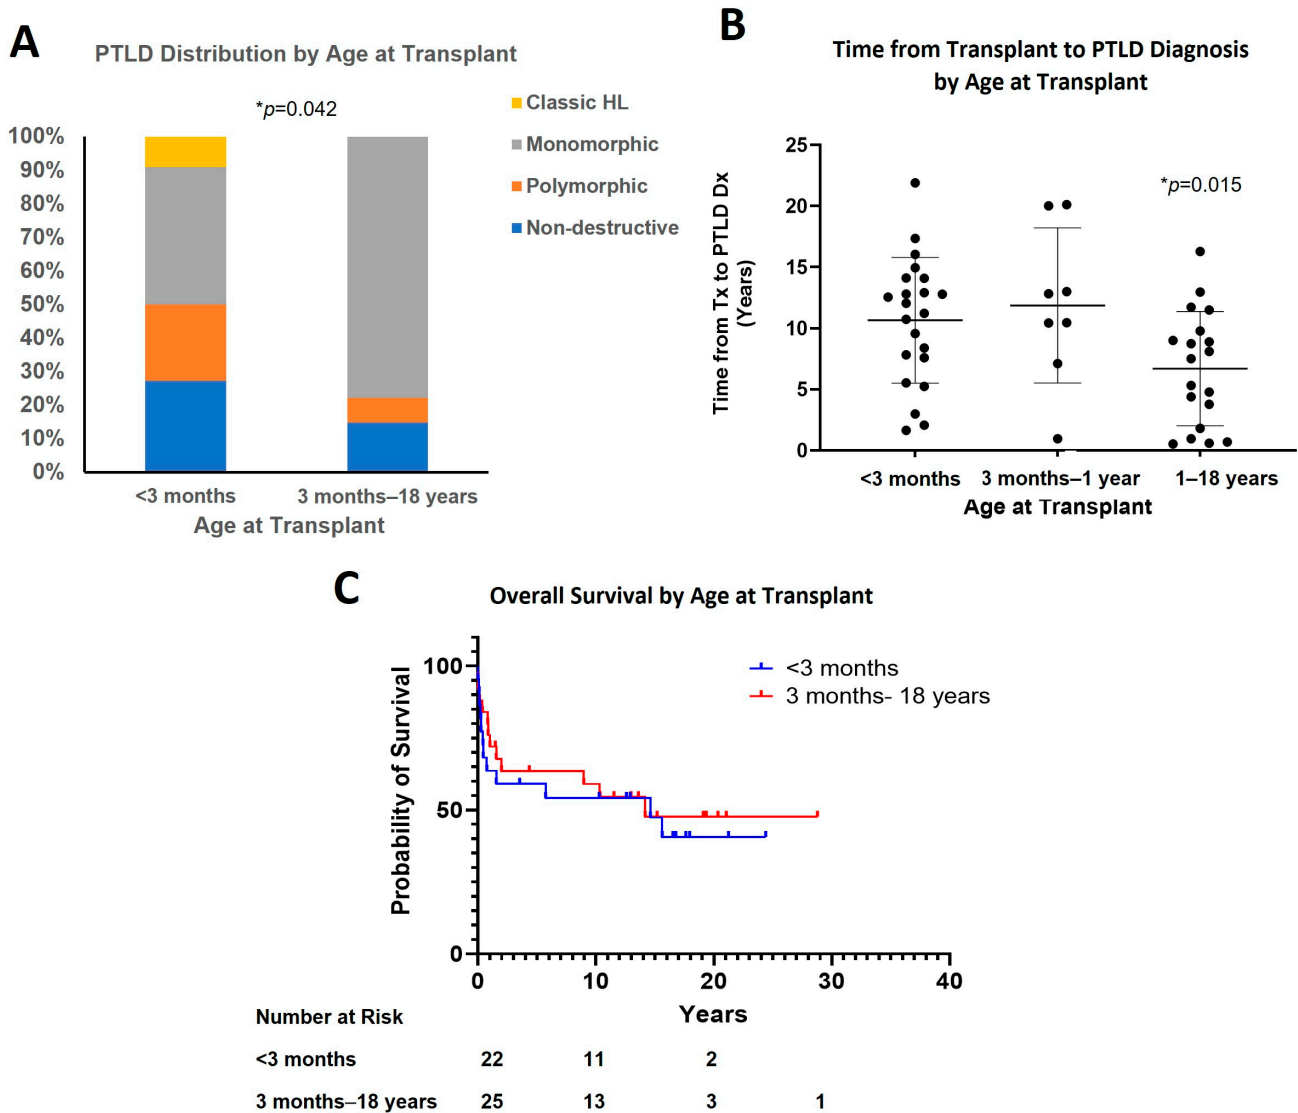 A
PTLD Distribution by Age at Transplant
*p=0.042
Classic HL
Monomorphic
Polymorphic
Non-destructive
100%
90%
80%
70%
60%
50%
40%
30%
20%
10%
0%
<3 months
3 months–18 years
Age at Transplant
B
Time from Transplant to PTLD Diagnosis
by Age at Transplant
*p=0.015
Time from Tx to PTLD Dx
(Years)
25
20
15
10
5
0
<3 months
3 months–1 year
1–18 years
Age at Transplant
C
Overall Survival by Age at Transplant
<3 months
3 months- 18 years
Probability of Survival
100
50
0
0
10
20
30
40
Years
Number at Risk
<3 months 22 11 2
3 months–18 years 25 13 3 1